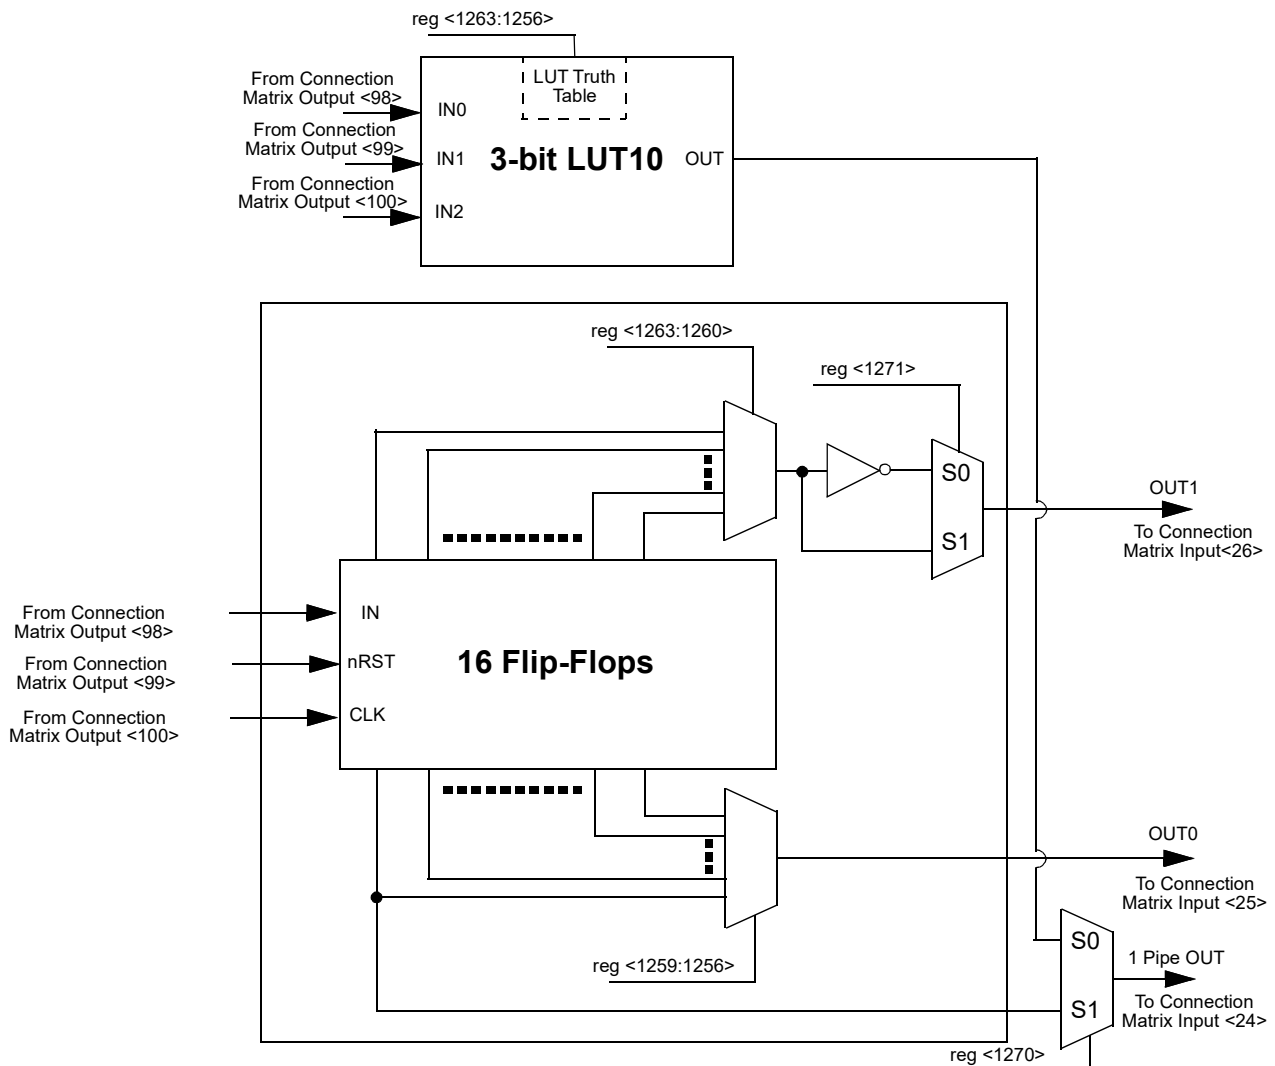 reg <1263:1256>
From Connection
Matrix Output <98>
LUT Truth
Table
IN0
From Connection
Matrix Output <99>
IN1
3-bit LUT10
OUT
From Connection
Matrix Output <100>
IN2
reg <1263:1260>
reg <1271>
S0
OUT1
S1
To Connection
Matrix Input<26>
From Connection
Matrix Output <98>
IN
From Connection
Matrix Output <99>
nRST
16 Flip-Flops
From Connection
Matrix Output <100>
CLK
OUT0
To Connection
Matrix Input <25>
reg <1259:1256>
S0
1 Pipe OUT
S1
To Connection
Matrix Input <24>
reg <1270>